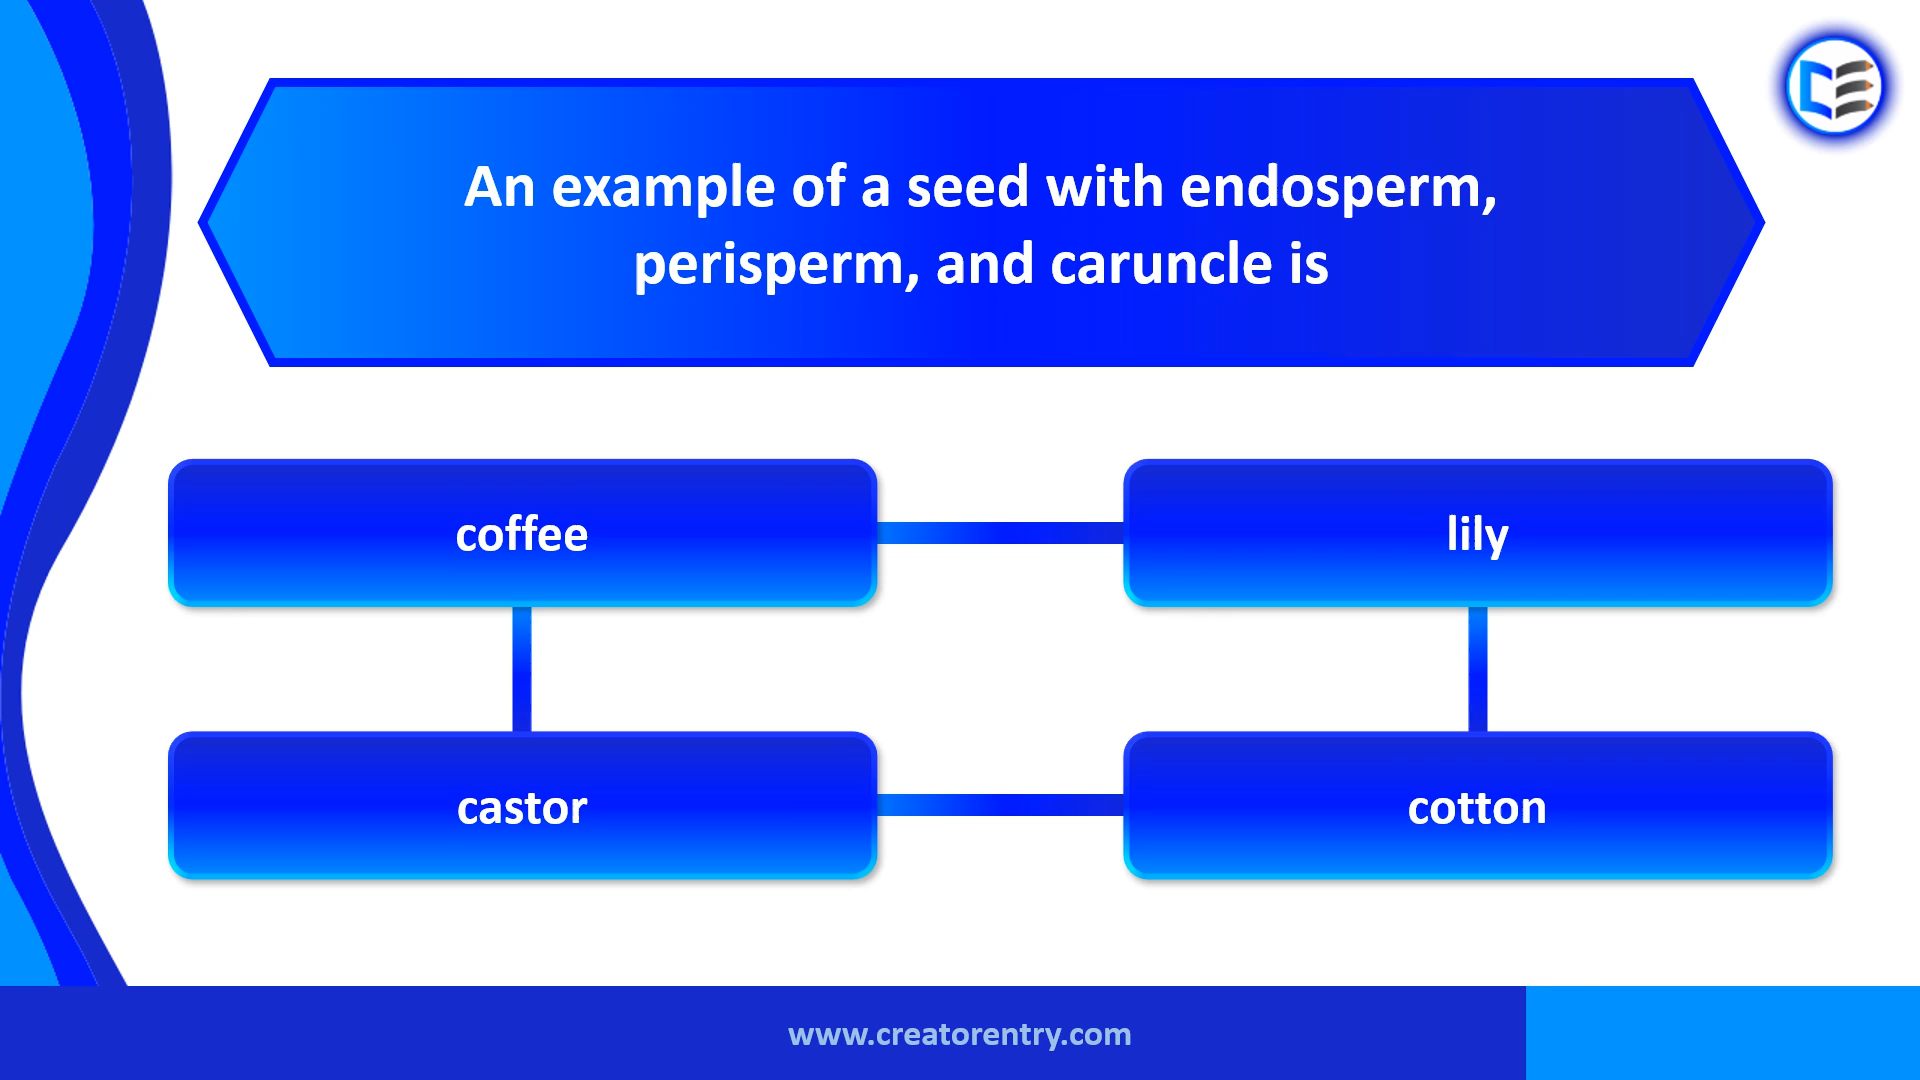 An example of a seed with endosperm,
perisperm, and caruncle is
coffee
lily
castor
cotton
www.creatorentry.com